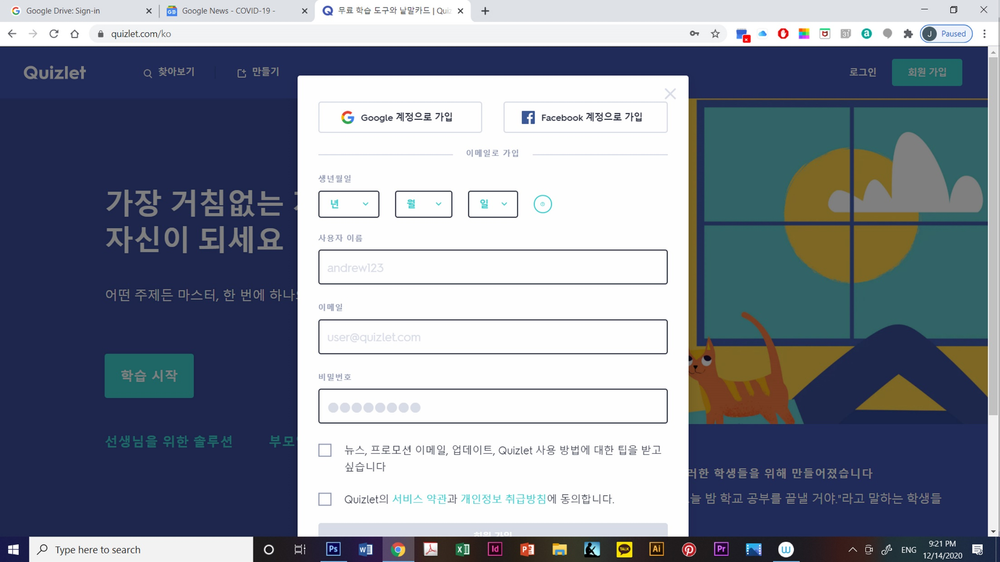 Google Drive: Sign-in
Google News - COVID-19 -
무료 학습 도구와 낱말카드 | Quiz
quizlet.com/ko
31
a
J Paused
Quizlet
찾아보기
만들기
로그인
회원 가입
Google 계정으로 가입
Facebook 계정으로 가입
이메일로 가입
생년월일
년
월
일
사용자 이름
andrew123
이메일
user@quizlet.com
비밀번호
뉴스, 프로모션 이메일, 업데이트, Quizlet 사용 방법에 대한 팁을 받고
싶습니다
Quizlet의 서비스 약관과 개인정보 취급방침에 동의합니다.
회원 가입
가장 거침없는
자신이 되세요
어떤 주제든 마스터, 한 번에 하나
학습 시작
선생님을 위한 솔루션
부모
러한 학생들을 위해 만들어졌습니다
늘 밤 학교 공부를 끝낼 거야."라고 말하는 학생들
Type here to search
Ps
W
X
Id
P
TALK
Ai
Pr
W
ENG
9:21 PM
12/14/2020